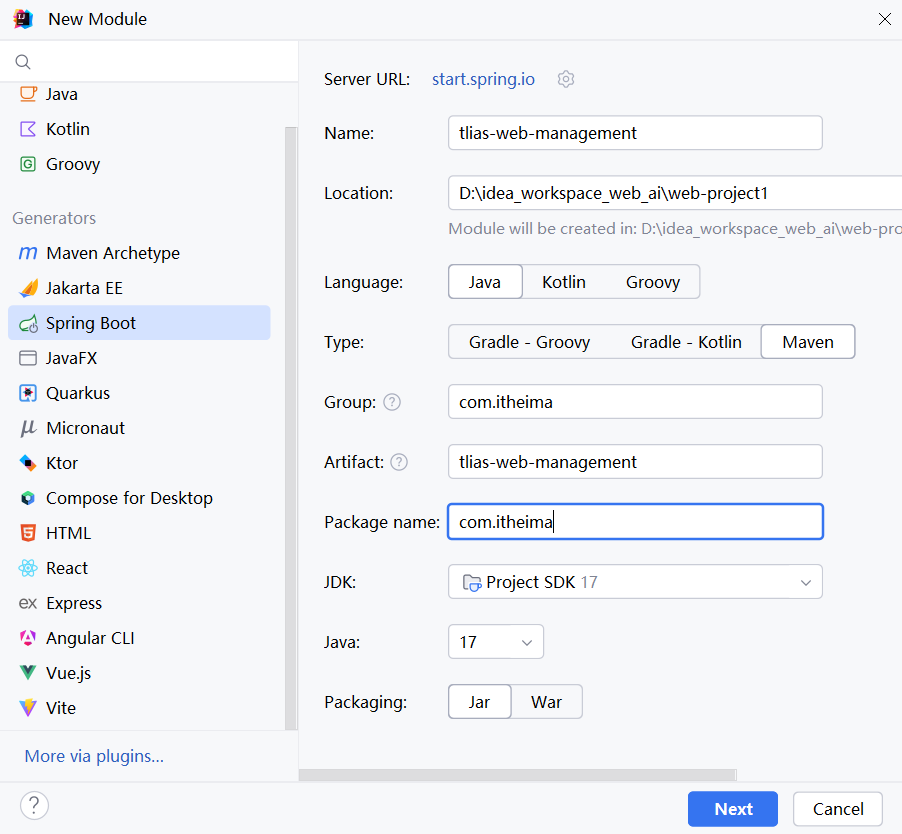 New Module
Java
Kotlin
Groovy
Generators
Maven Archetype
Jakarta EE
Spring Boot
JavaFX
Quarkus
Micronaut
Ktor
Compose for Desktop
HTML
React
Express
Angular CLI
Vue.js
Vite
More via plugins...
Server URL: start.spring.io
Name: tlias-web-management
Location: D:\idea_workspace_web_ai\web-project1
Module will be created in: D:\idea_workspace_web_ai\web-pro
Language: Java Kotlin Groovy
Type: Gradle - Groovy Gradle - Kotlin Maven
Group: ? com.itheima
Artifact: ? tlias-web-management
Package name: com.itheima
JDK: Project SDK 17
Java: 17
Packaging: Jar War
? Next Cancel